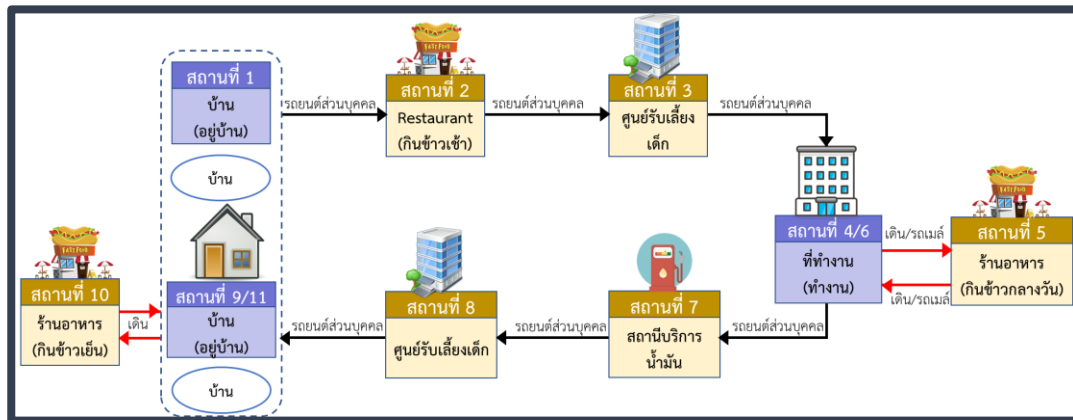 สถานที่ 1
บ้าน
(อยู่บ้าน)
บ้าน
รถยนต์ส่วนบุคคล
FAST FOOD
สถานที่ 2
Restaurant
(กินข้าวเช้า)
รถยนต์ส่วนบุคคล
สถานที่ 3
ศูนย์รับเลี้ยง
เด็ก
รถยนต์ส่วนบุคคล
สถานที่ 4/6
ที่ทำงาน
(ทำงาน)
เดิน/รถเมล์
เดิน/รถเมล์
FAST FOOD
สถานที่ 5
ร้านอาหาร
(กินข้าวกลางวัน)
รถยนต์ส่วนบุคคล
สถานที่ 7
สถานีบริการ
น้ำมัน
รถยนต์ส่วนบุคคล
สถานที่ 8
ศูนย์รับเลี้ยงเด็ก
รถยนต์ส่วนบุคคล
สถานที่ 9/11
บ้าน
(อยู่บ้าน)
บ้าน
เดิน
FAST FOOD
สถานที่ 10
ร้านอาหาร
(กินข้าวเย็น)